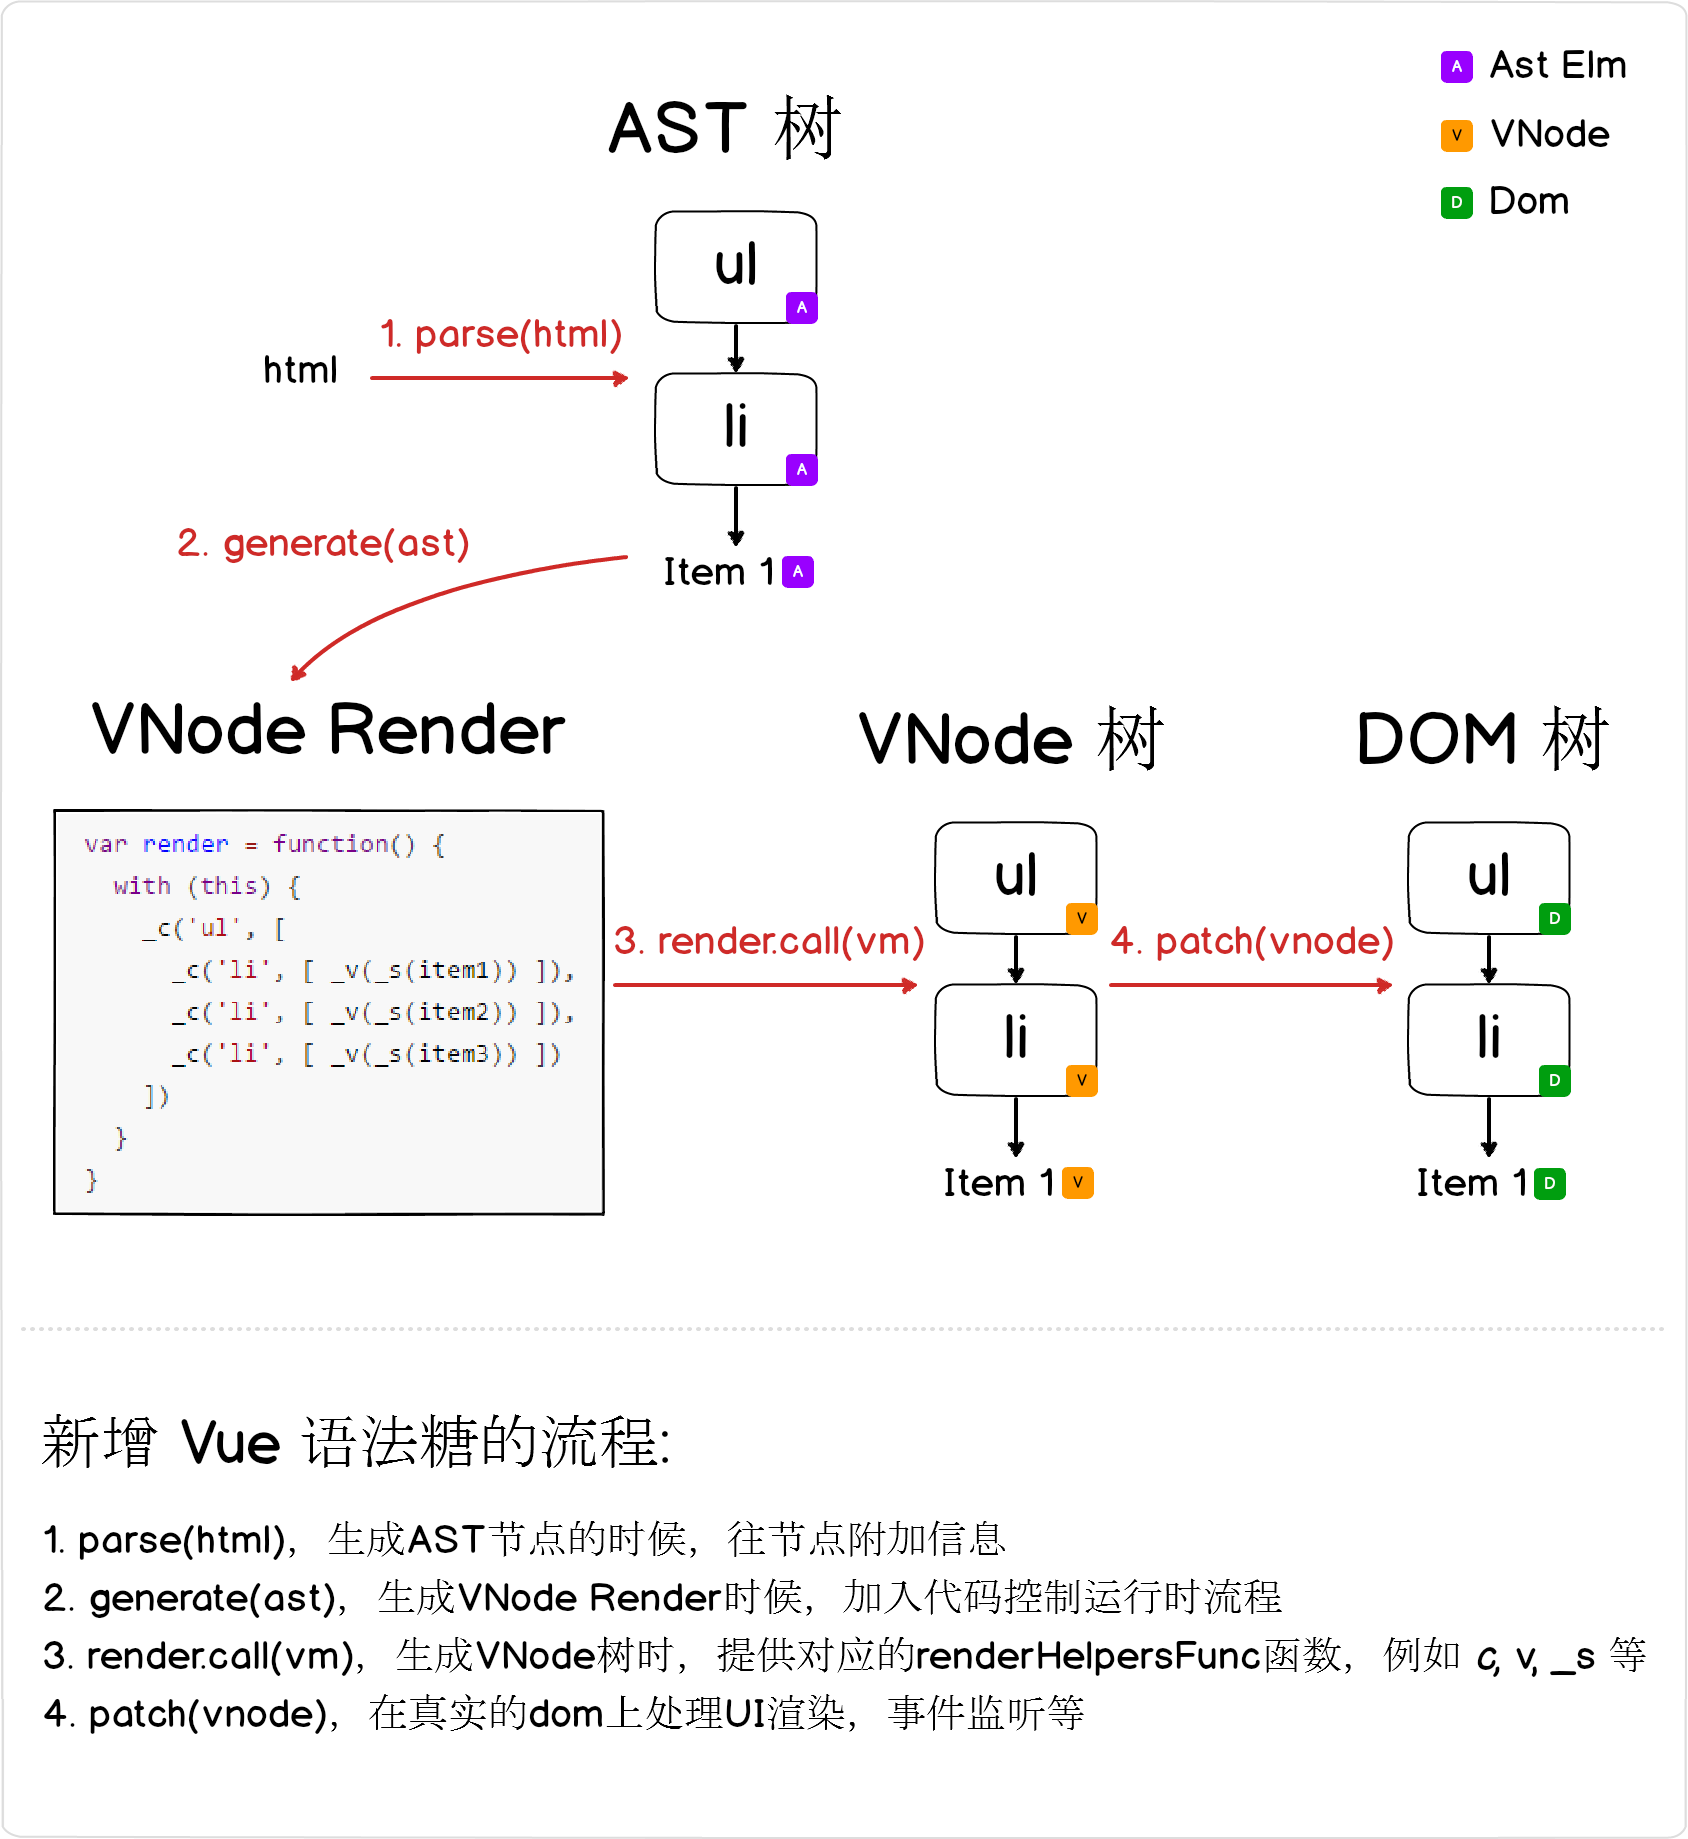 A Ast Elm
V VNode
D Dom
AST 树
ul
A
1. parse(html)
html
li
A
2. generate(ast)
Item 1 A
VNode Render
var render = function() {
with (this) {
_c('ul', [
_c('li', [ _v(_s(item1)) ]),
_c('li', [ _v(_s(item2)) ]),
_c('li', [ _v(_s(item3)) ])
])
}
}
3. render.call(vm)
VNode 树
ul
V
li
V
Item 1 V
4. patch(vnode)
DOM 树
ul
D
li
D
Item 1 D
新增 Vue 语法糖的流程:
1. parse(html)，生成AST节点的时候，往节点附加信息
2. generate(ast)，生成VNode Render时候，加入代码控制运行时流程
3. render.call(vm)，生成VNode树时，提供对应的renderHelpersFunc函数，例如 c, v, _s 等
4. patch(vnode)，在真实的dom上处理UI渲染，事件监听等